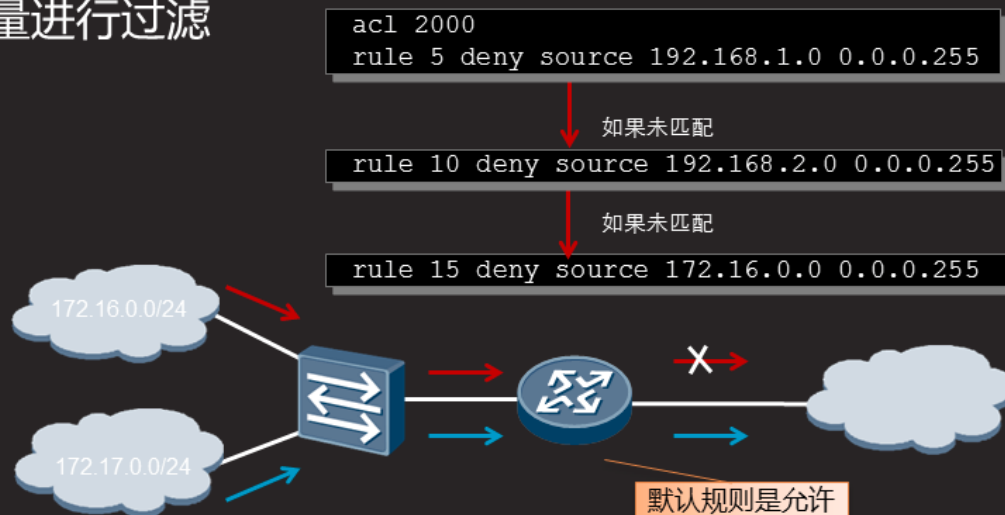 量进行过滤
acl 2000
rule 5 deny source 192.168.1.0 0.0.0.255
如果未匹配
rule 10 deny source 192.168.2.0 0.0.0.255
如果未匹配
rule 15 deny source 172.16.0.0 0.0.0.255
172.16.0.0/24
172.17.0.0/24
默认规则是允许